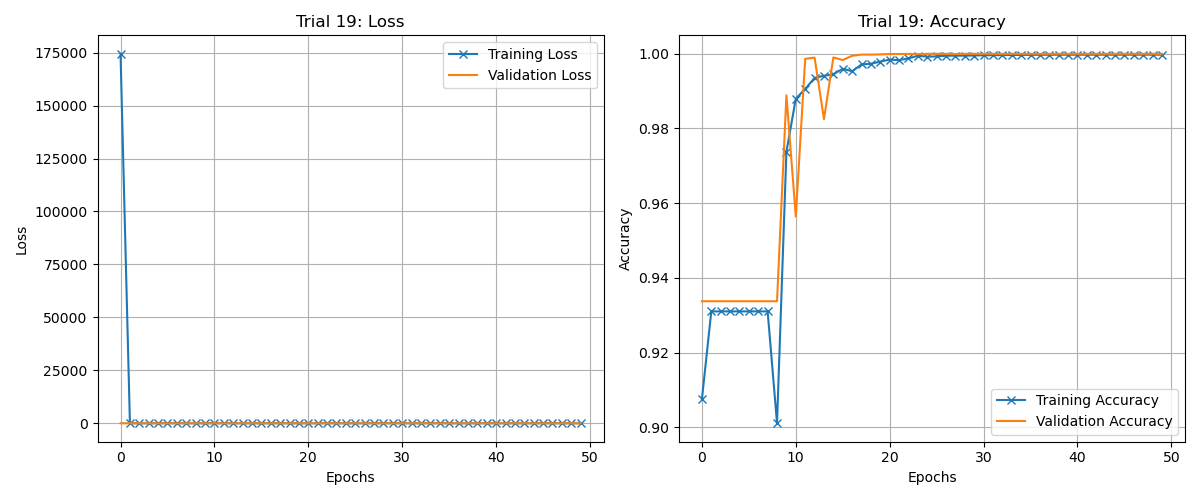 Trial 19: Loss
175000
150000
125000
100000
75000
50000
25000
0
Loss
0 10 20 30 40 50
Epochs
Training Loss
Validation Loss
Trial 19: Accuracy
1.00
0.98
0.96
0.94
0.92
0.90
Accuracy
0 10 20 30 40 50
Epochs
Training Accuracy
Validation Accuracy